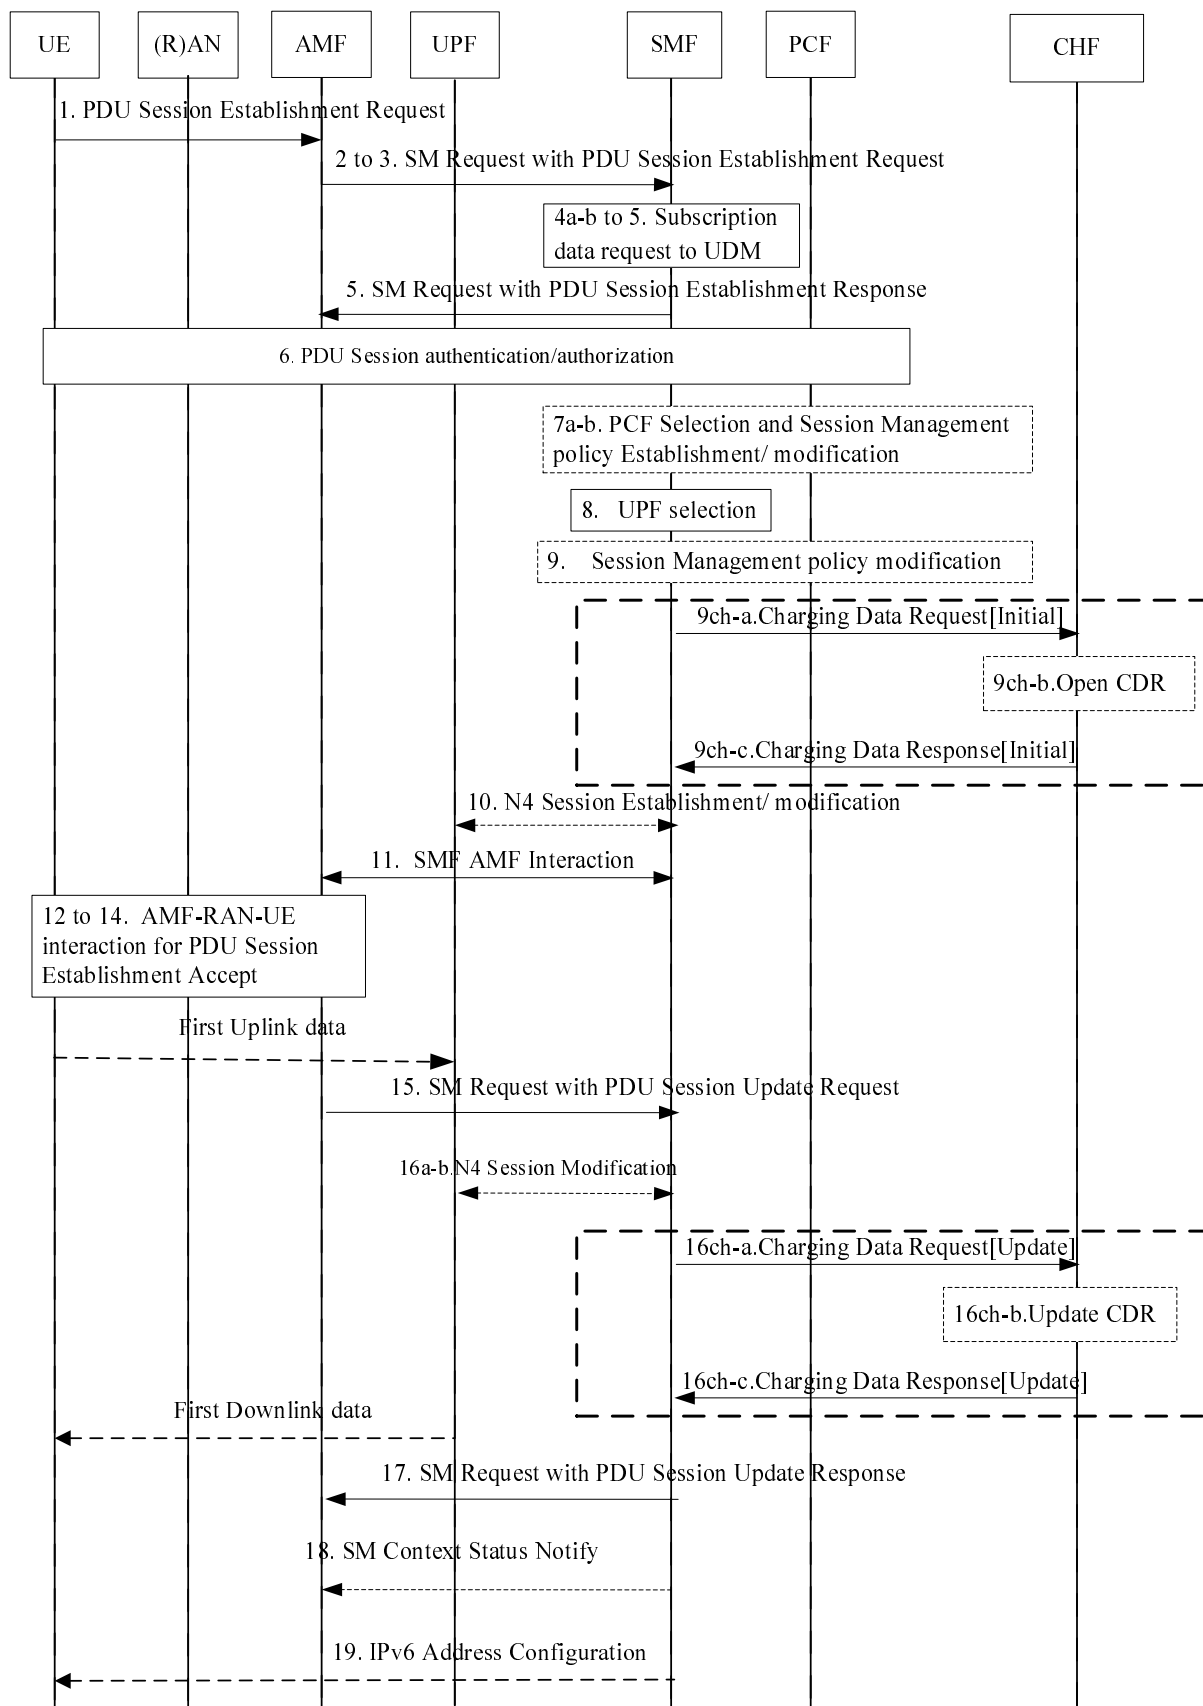 UE
(R)AN
AMF
UPF
SMF
PCF
CHF
1. PDU Session Establishment Request
2 to 3. SM Request with PDU Session Establishment Request
4a-b to 5. Subscription
data request to UDM
5. SM Request with PDU Session Establishment Response
6. PDU Session authentication/authorization
7a-b. PCF Selection and Session Management
policy Establishment/ modification
8. UPF selection
9. Session Management policy modification
9ch-a.Charging Data Request[Initial]
9ch-b.Open CDR
9ch-c.Charging Data Response[Initial]
10. N4 Session Establishment/ modification
11. SMF AMF Interaction
12 to 14. AMF-RAN-UE
interaction for PDU Session
Establishment Accept
First Uplink data
15. SM Request with PDU Session Update Request
16a-b.N4 Session Modification
16ch-a.Charging Data Request[Update]
16ch-b.Update CDR
16ch-c.Charging Data Response[Update]
First Downlink data
17. SM Request with PDU Session Update Response
18. SM Context Status Notify
19. IPv6 Address Configuration